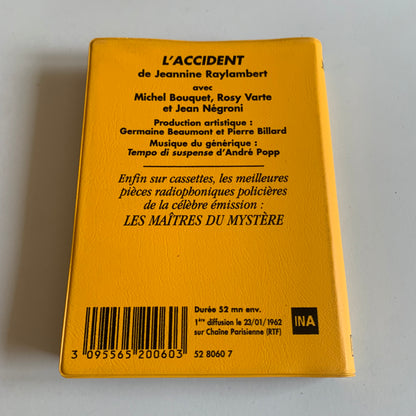 L'ACCIDENT
de Jeannine Raylambert
avec
Michel Bouquet, Rosy Varte
et Jean Négroni
Production artistique :
Germaine Beaumont et Pierre Billard
Musique du générique :
Tempo di suspense d'André Popp
Enfin sur cassettes, les meilleures
pièces radiophoniques policières
de la célèbre émission :
LES MAÎTRES DU MYSTÈRE
Durée 52 mn env.
1ère diffusion le 23/01/1962
sur Chaîne Parisienne (RTF)
INA
3 095565 200603
52 8060 7